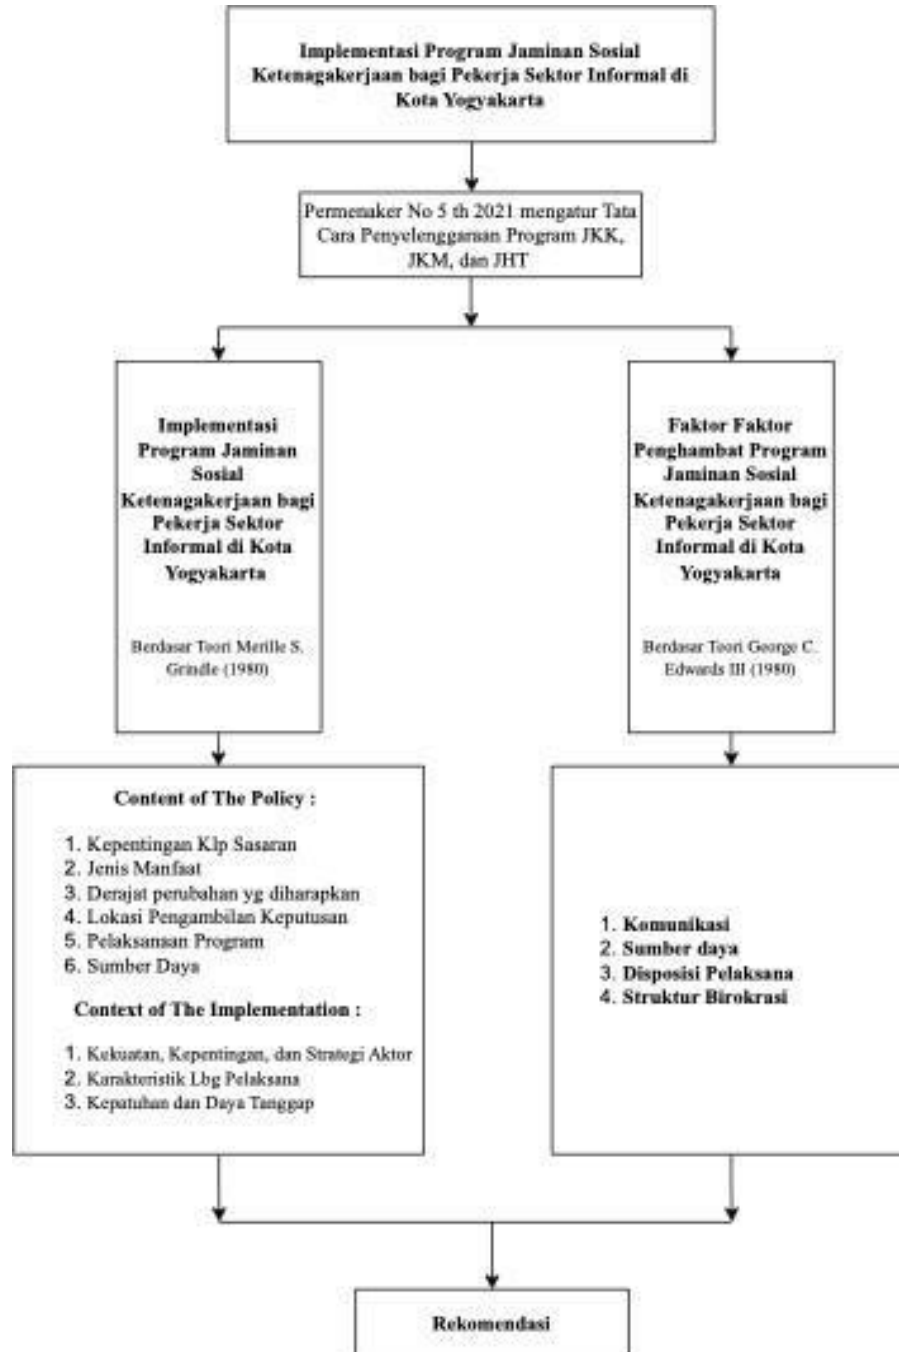 Implementasi Program Jaminan Sosial
Ketenagakerjaan bagi Pekerja Sektor Informal di
Kota Yogyakarta
Permenaker No 5 th 2021 mengatur Tata
Cara Penyelenggaraan Program JKK,
JKM, dan JHT
Implementasi
Program Jaminan
Sosial
Ketenagakerjaan bagi
Pekerja Sektor
Informal di Kota
Yogyakarta
Berdasar Teori Merille S.
Grindle (1980)
Faktor Faktor
Penghambat Program
Jaminan Sosial
Ketenagakerjaan bagi
Pekerja Sektor
Informal di Kota
Yogyakarta
Berdasar Teori George C.
Edwards III (1980)
Content of The Policy :
1. Kepentingan Klp Sasaran
2. Jenis Manfaat
3. Derajat perubahan yg diharapkan
4. Lokasi Pengambilan Keputusan
5. Pelaksanaan Program
6. Sumber Daya
Context of The Implementation :
1. Kekuatan, Kepentingan, dan Strategi Aktor
2. Karakteristik Lbg Pelaksana
3. Kepatuhan dan Daya Tanggap
1. Komunikasi
2. Sumber daya
3. Disposisi Pelaksana
4. Struktur Birokrasi
Rekomendasi